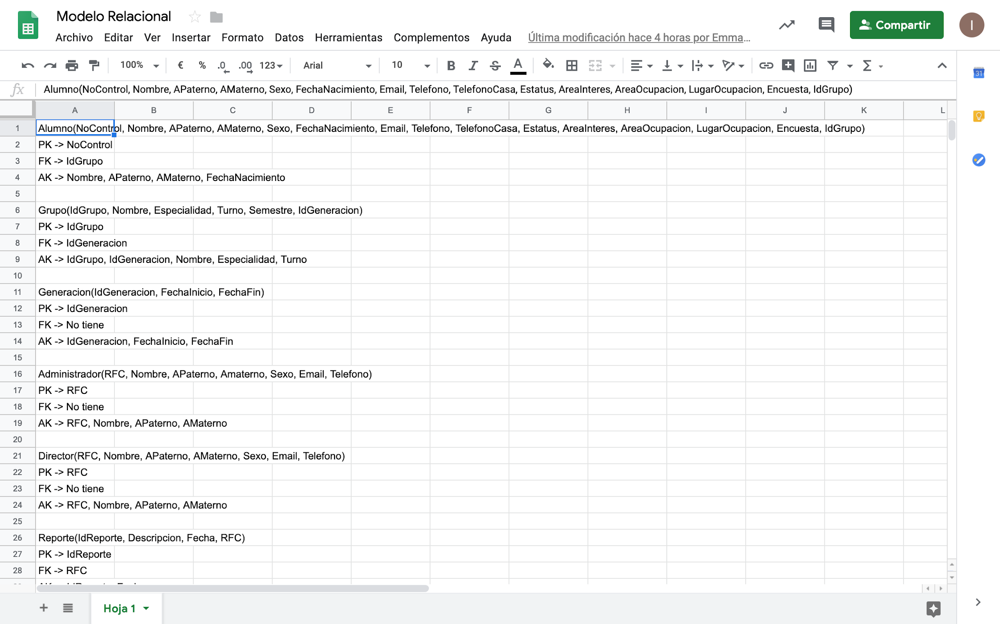 Modelo Relacional
Archivo Editar Ver Insertar Formato Datos Herramientas Complementos Ayuda Última modificación hace 4 horas por Emma...
Compartir
I
100% € % .0 .00 123 Arial 10 B I S A Σ
31
fx Alumno(NoControl, Nombre, APaterno, AMaterno, Sexo, FechaNacimiento, Email, Telefono, TelefonoCasa, Estatus, AreaInteres, AreaOcupacion, LugarOcupacion, Encuesta, IdGrupo)
A B C D E F G H I J K L
1 Alumno(NoControl, Nombre, APaterno, AMaterno, Sexo, FechaNacimiento, Email, Telefono, TelefonoCasa, Estatus, AreaInteres, AreaOcupacion, LugarOcupacion, Encuesta, IdGrupo)
2 PK -> NoControl
3 FK -> IdGrupo
4 AK -> Nombre, APaterno, AMaterno, FechaNacimiento
5
6 Grupo(IdGrupo, Nombre, Especialidad, Turno, Semestre, IdGeneracion)
7 PK -> IdGrupo
8 FK -> IdGeneracion
9 AK -> IdGrupo, IdGeneracion, Nombre, Especialidad, Turno
10
11 Generacion(IdGeneracion, FechaInicio, FechaFin)
12 PK -> IdGeneracion
13 FK -> No tiene
14 AK -> IdGeneracion, FechaInicio, FechaFin
15
16 Administrador(RFC, Nombre, APaterno, Amaterno, Sexo, Email, Telefono)
17 PK -> RFC
18 FK -> No tiene
19 AK -> RFC, Nombre, APaterno, AMaterno
20
21 Director(RFC, Nombre, APaterno, AMaterno, Sexo, Email, Telefono)
22 PK -> RFC
23 FK -> No tiene
24 AK -> RFC, Nombre, APaterno, AMaterno
25
26 Reporte(IdReporte, Descripcion, Fecha, RFC)
27 PK -> IdReporte
28 FK -> RFC
Hoja 1